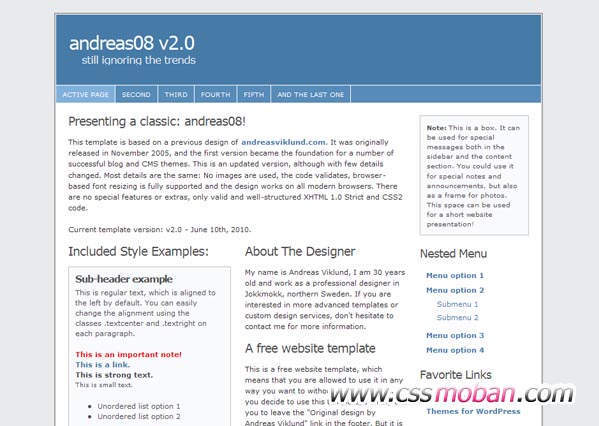 andreas08 v2.0
still ignoring the trends
ACTIVE PAGE SECOND THIRD FOURTH FIFTH AND THE LAST ONE
Presenting a classic: andreas08!
This template is based on a previous design of andreasviklund.com. It was originally
released in November 2005, and the first version became the foundation for a number of
successful blog and CMS themes. This is an updated version, although with few details
changed. Most details are the same: No images are used, the code validates, browser-
based font resizing is fully supported and the design works on all modern browsers. There
are no special features or extras, only valid and well-structured XHTML 1.0 Strict and CSS2
code.
Current template version: v2.0 - June 10th, 2010.
Included Style Examples:
Sub-header example
This is regular text, which is aligned to
the left by default. You can easily
change the alignment using the
classes .textcenter and .textright on
each paragraph.
This is an important note!
This is a link.
This is strong text.
This is small text.
Unordered list option 1
Unordered list option 2
About The Designer
My name is Andreas Viklund, I am 30 years
old and work as a professional designer in
Jokkmokk, northern Sweden. If you are
interested in more advanced templates or
custom design services, don't hesitate to
contact me for more information.
A free website template
This is a free website template, which
means that you are allowed to use it in any
way you want to without
you decide to use this
you to leave the "Original design by
Andreas Viklund" link in the footer. But it is
Note: This is a box. It can
be used for special
messages both in the
sidebar and the content
section. You could use it
for special notes and
announcements, but also
as a frame for photos.
This space can be used
for a short website
presentation!
Nested Menu
Menu option 1
Menu option 2
Submenu 1
Submenu 2
Menu option 3
Menu option 4
Favorite Links
Themes for WordPress
www.cssmoban.com